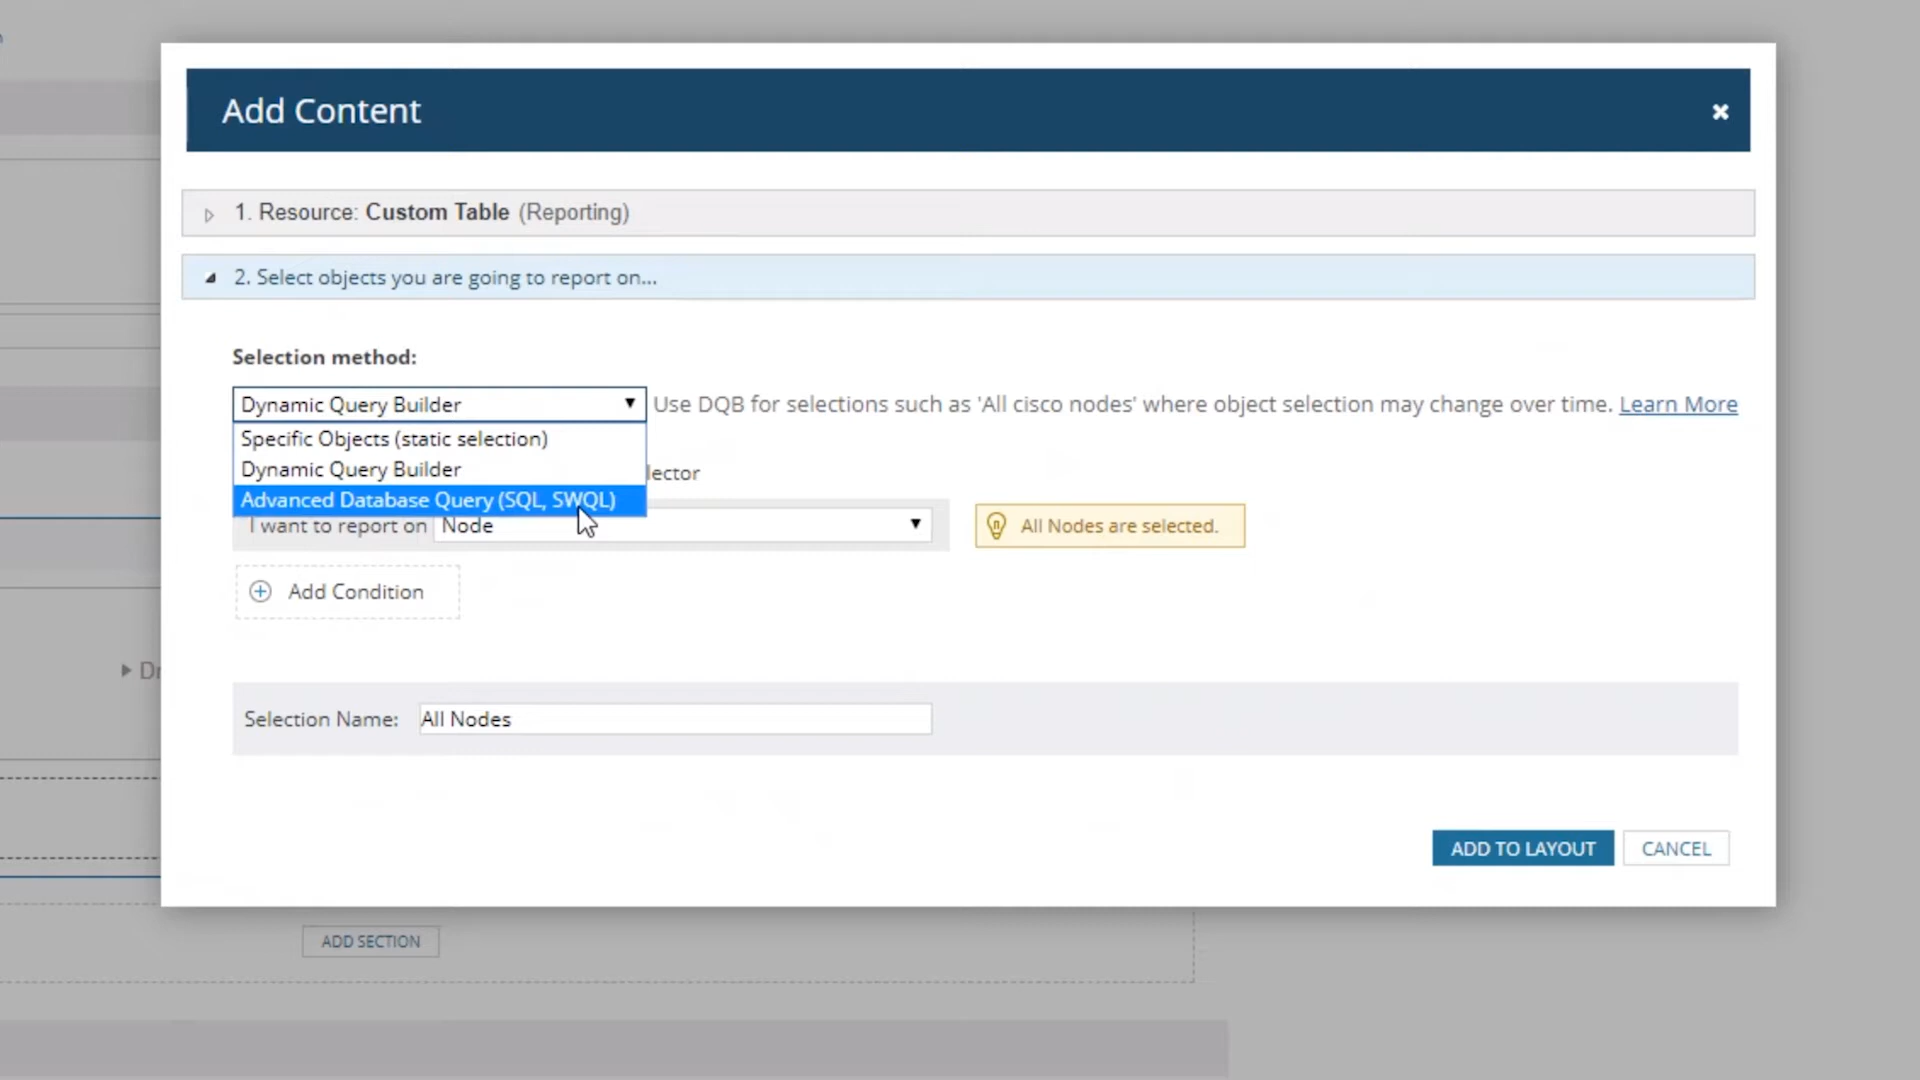 Add Content
1. Resource: Custom Table (Reporting)
2. Select objects you are going to report on...
Selection method:
Dynamic Query Builder
Use DQB for selections such as 'All cisco nodes' where object selection may change over time. Learn More
Specific Objects (static selection)
Dynamic Query Builder
lector
Advanced Database Query (SQL, SWQL)
I want to report on Node
All Nodes are selected.
Add Condition
Selection Name: All Nodes
ADD TO LAYOUT
CANCEL
ADD SECTION